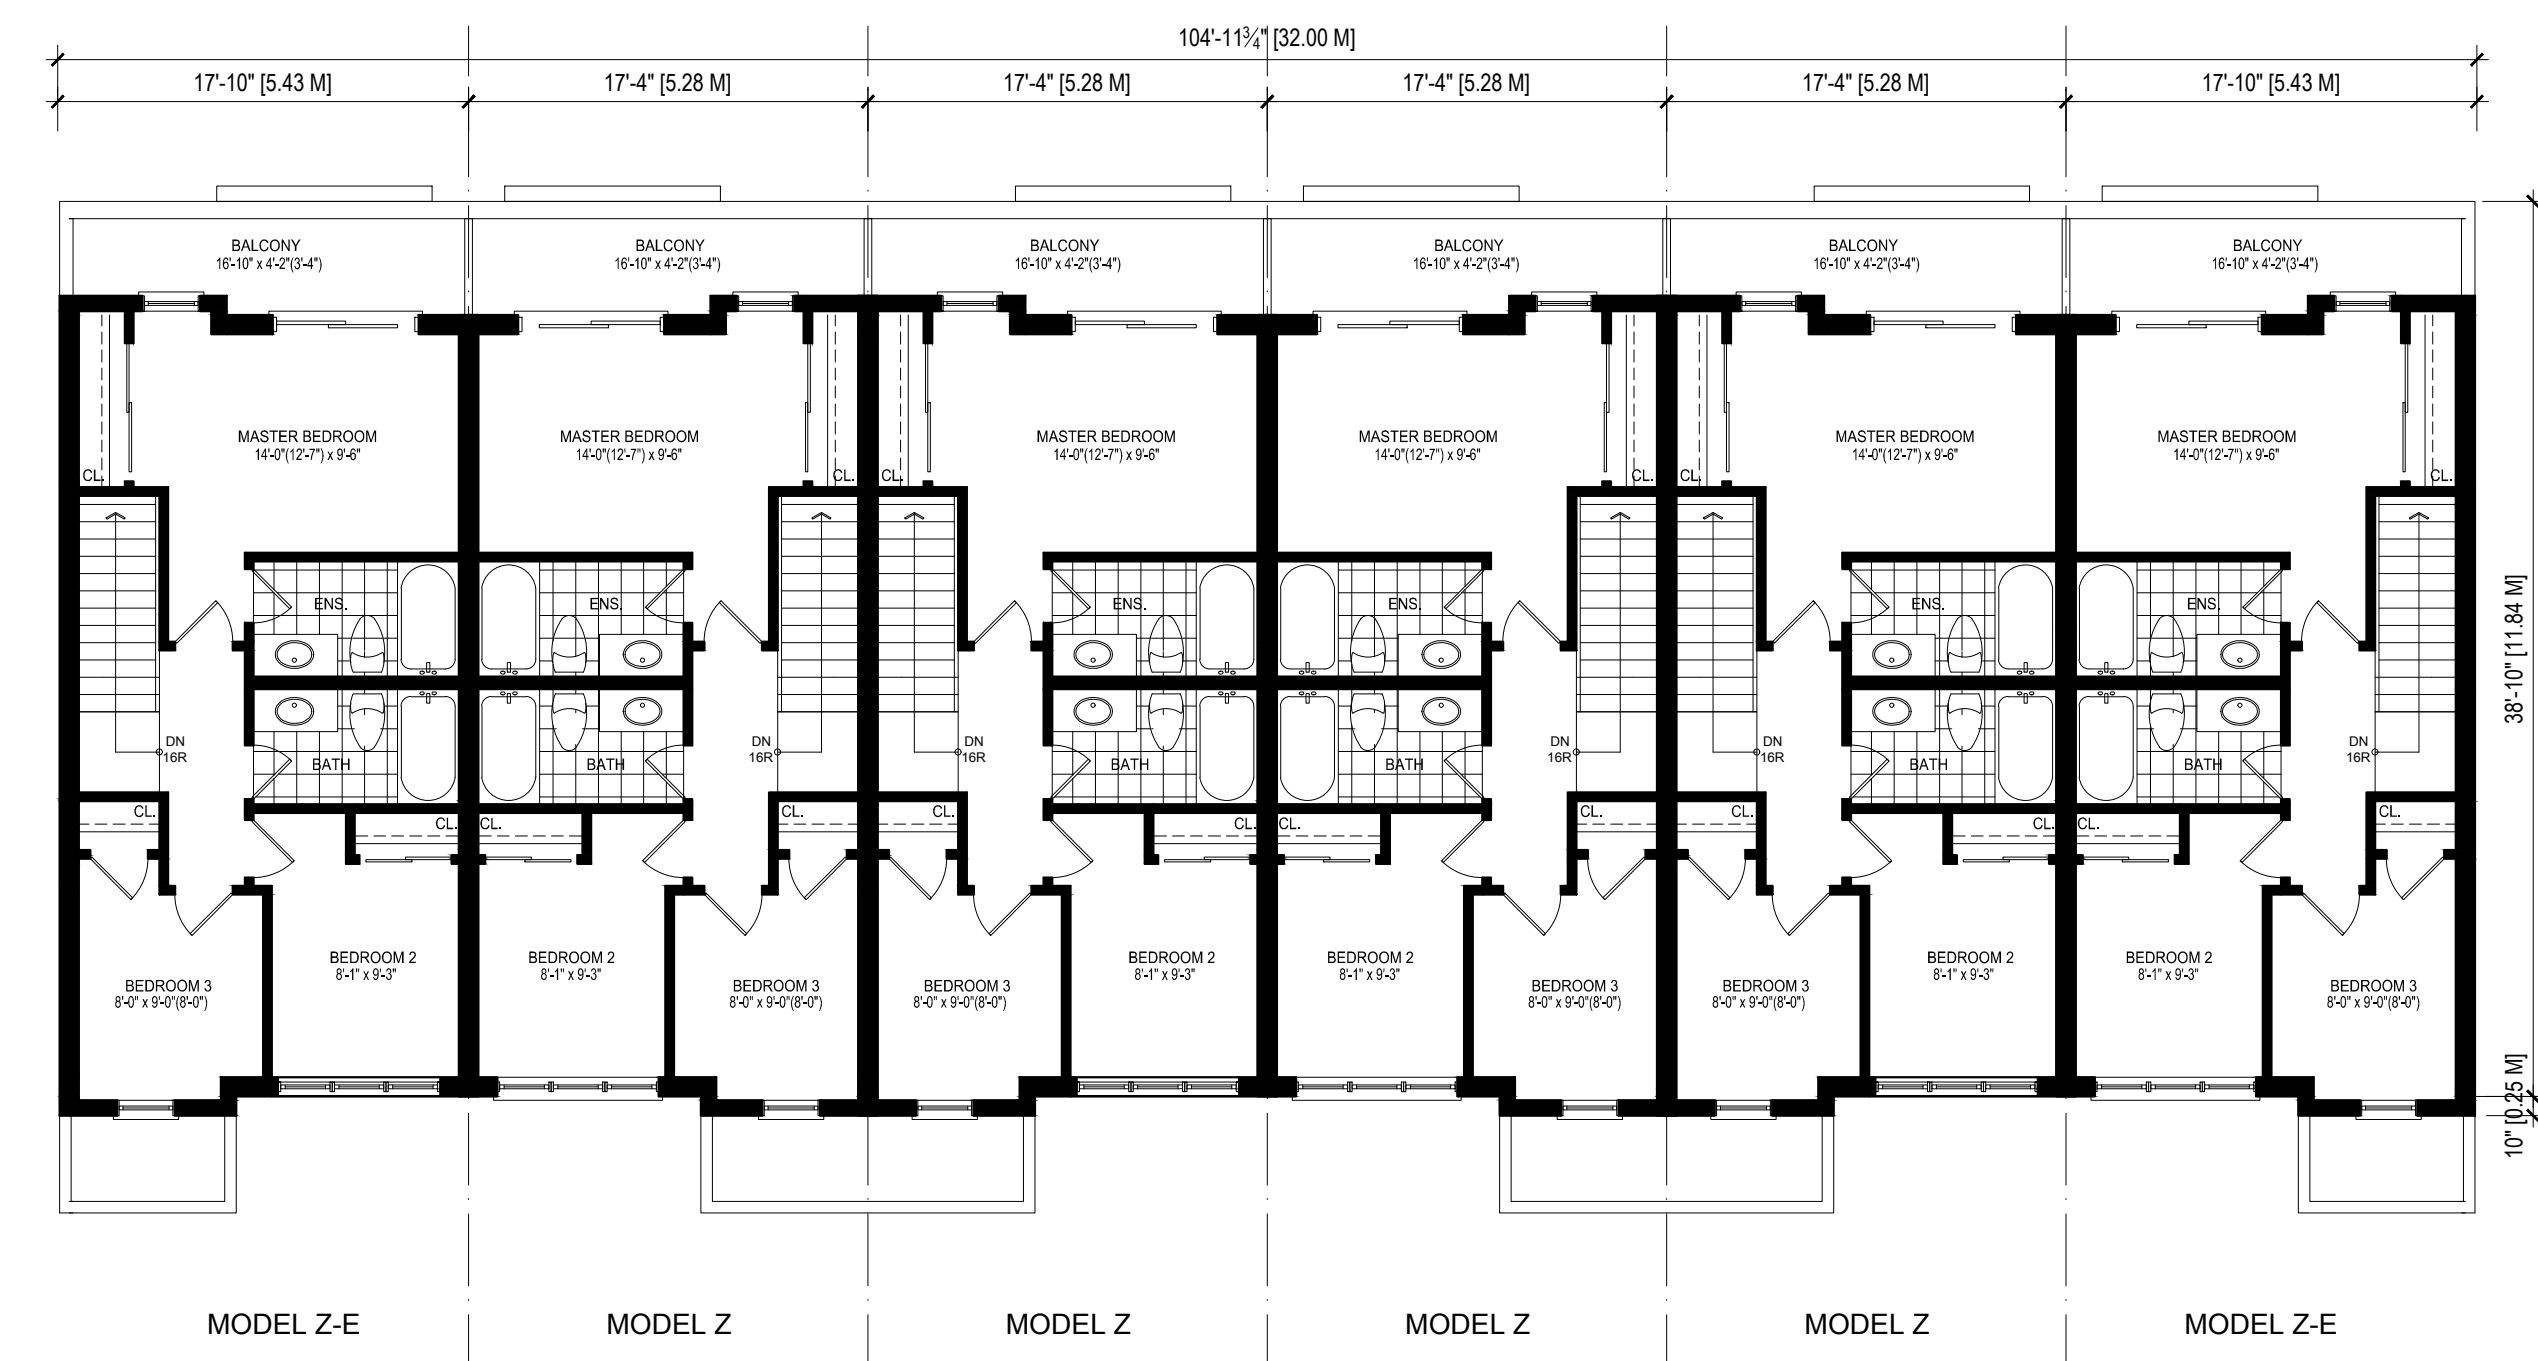 104'-11¾" [32.00 M]
17'-10" [5.43 M]
17'-4" [5.28 M]
17'-4" [5.28 M]
17'-4" [5.28 M]
17'-4" [5.28 M]
17'-10" [5.43 M]
BALCONY
16'-10" x 4'-2"(3'-4")
BALCONY
16'-10" x 4'-2"(3'-4")
BALCONY
16'-10" x 4'-2"(3'-4")
BALCONY
16'-10" x 4'-2"(3'-4")
BALCONY
16'-10" x 4'-2"(3'-4")
BALCONY
16'-10" x 4'-2"(3'-4")
MASTER BEDROOM
14'-0"(12'-7") x 9'-6"
MASTER BEDROOM
14'-0"(12'-7") x 9'-6"
MASTER BEDROOM
14'-0"(12'-7") x 9'-6"
MASTER BEDROOM
14'-0"(12'-7") x 9'-6"
MASTER BEDROOM
14'-0"(12'-7") x 9'-6"
MASTER BEDROOM
14'-0"(12'-7") x 9'-6"
CL.
CL.
CL.
CL.
CL.
CL.
ENS.
ENS.
ENS.
ENS.
ENS.
ENS.
38'-10" [11.84 M]
DN
16R
DN
16R
DN
16R
DN
16R
DN
16R
DN
16R
BATH
BATH
BATH
BATH
BATH
BATH
CL.
CL.
CL.
CL.
CL.
CL.
CL.
CL.
CL.
CL.
CL.
CL.
BEDROOM 2
8'-1" x 9'-3"
BEDROOM 2
8'-1" x 9'-3"
BEDROOM 2
8'-1" x 9'-3"
BEDROOM 2
8'-1" x 9'-3"
BEDROOM 2
8'-1" x 9'-3"
BEDROOM 2
8'-1" x 9'-3"
BEDROOM 3
8'-0" x 9'-0"(8'-0")
BEDROOM 3
8'-0" x 9'-0"(8'-0")
BEDROOM 3
8'-0" x 9'-0"(8'-0")
BEDROOM 3
8'-0" x 9'-0"(8'-0")
BEDROOM 3
8'-0" x 9'-0"(8'-0")
BEDROOM 3
8'-0" x 9'-0"(8'-0")
10" [0.25 M]
MODEL Z-E
MODEL Z
MODEL Z
MODEL Z
MODEL Z
MODEL Z-E